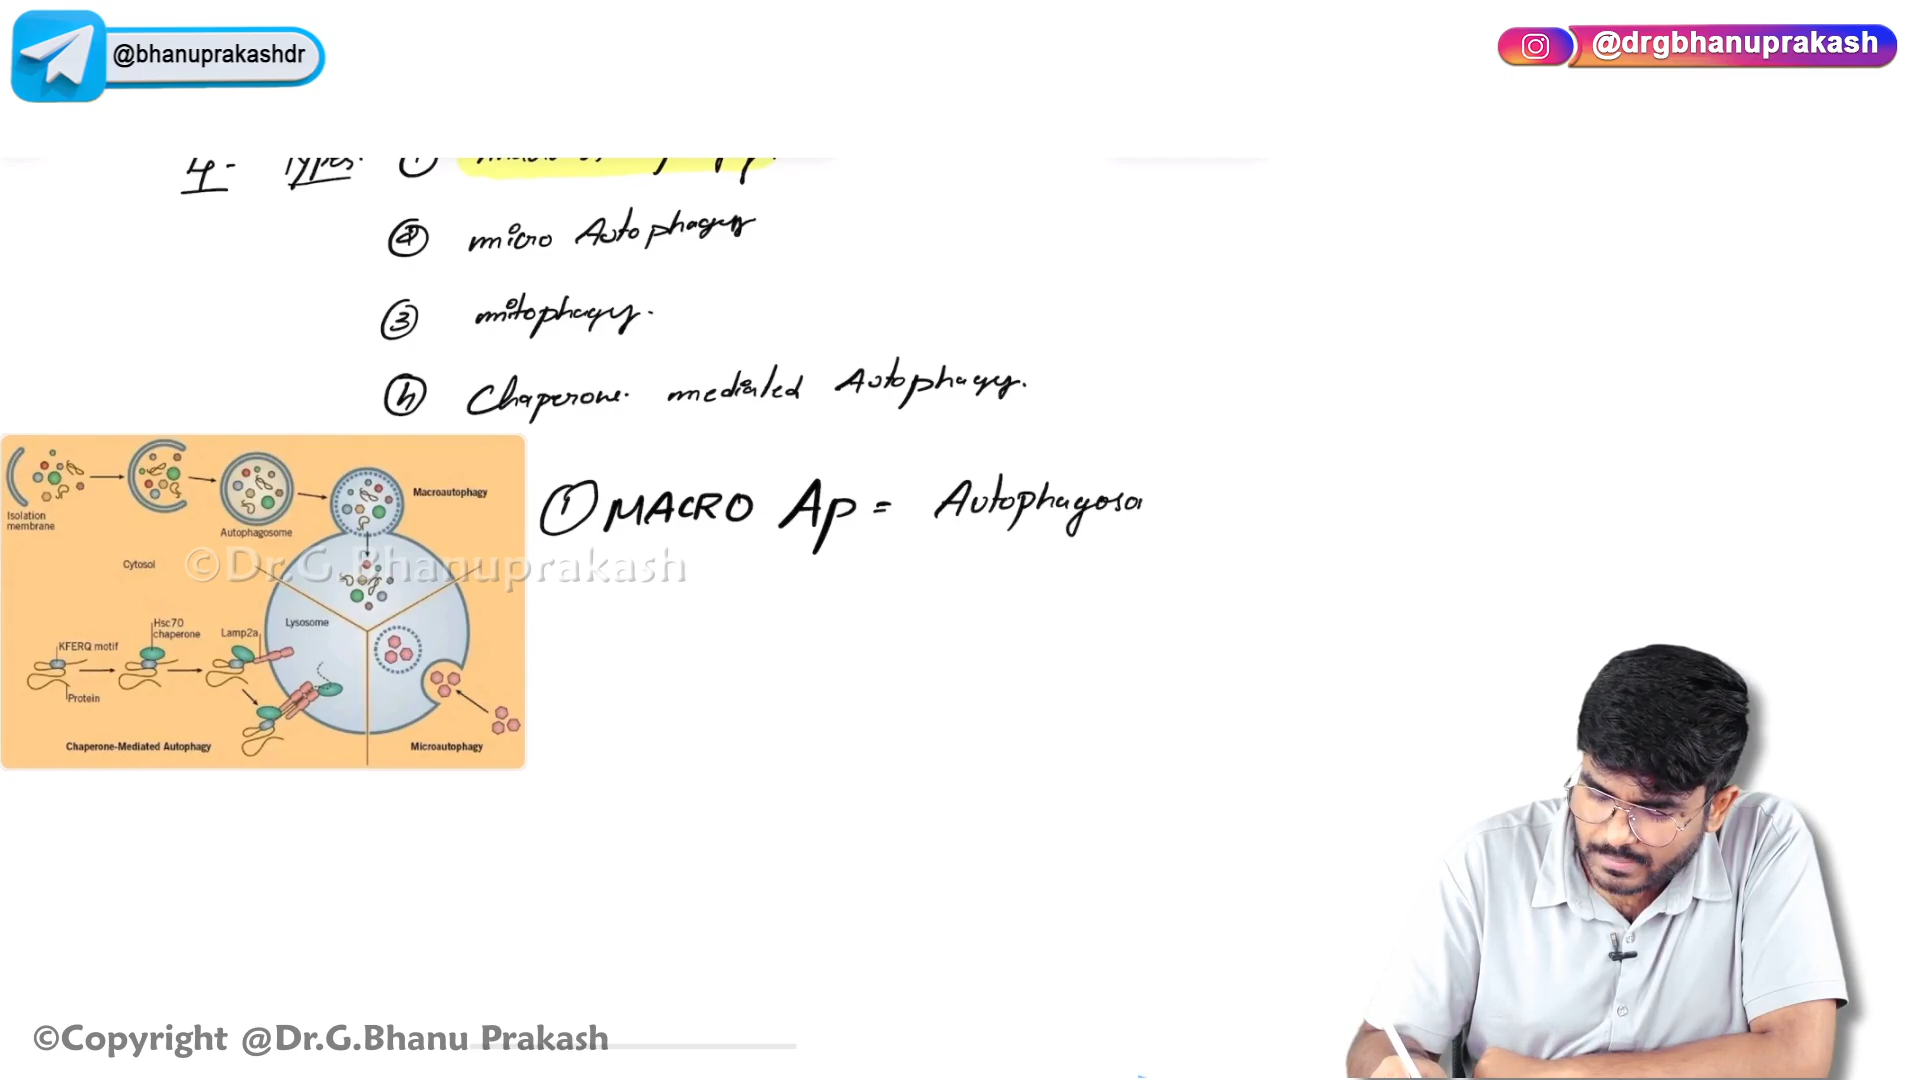 @bhanuprakashdr
@drgbhanuprakash
4- Types. ①
② micro Autophagy
③ mitophagy.
④ Chaperone. mediated Autophagy.
Isolation
membrane
Autophagosome
Macroautophagy
Cytosol
① MACRO Ap = Autophagoso
©Dr.G.Bhanuprakash
KFERQ motif
Hsc70
chaperone
Lamp2a
Lysosome
Protein
Chaperone-Mediated Autophagy
Microautophagy
©Copyright @Dr.G.Bhanu Prakash